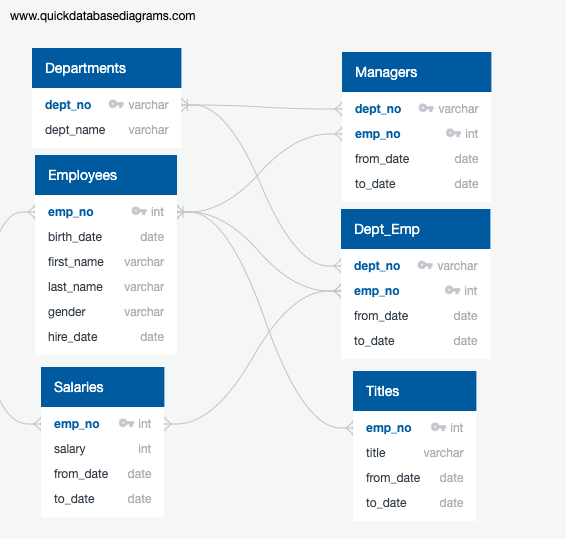 www.quickdatabasediagrams.com
Departments
dept_no varchar
dept_name varchar
Employees
emp_no int
birth_date date
first_name varchar
last_name varchar
gender varchar
hire_date date
Salaries
emp_no int
salary int
from_date date
to_date date
Managers
dept_no varchar
emp_no int
from_date date
to_date date
Dept_Emp
dept_no varchar
emp_no int
from_date date
to_date date
Titles
emp_no int
title varchar
from_date date
to_date date